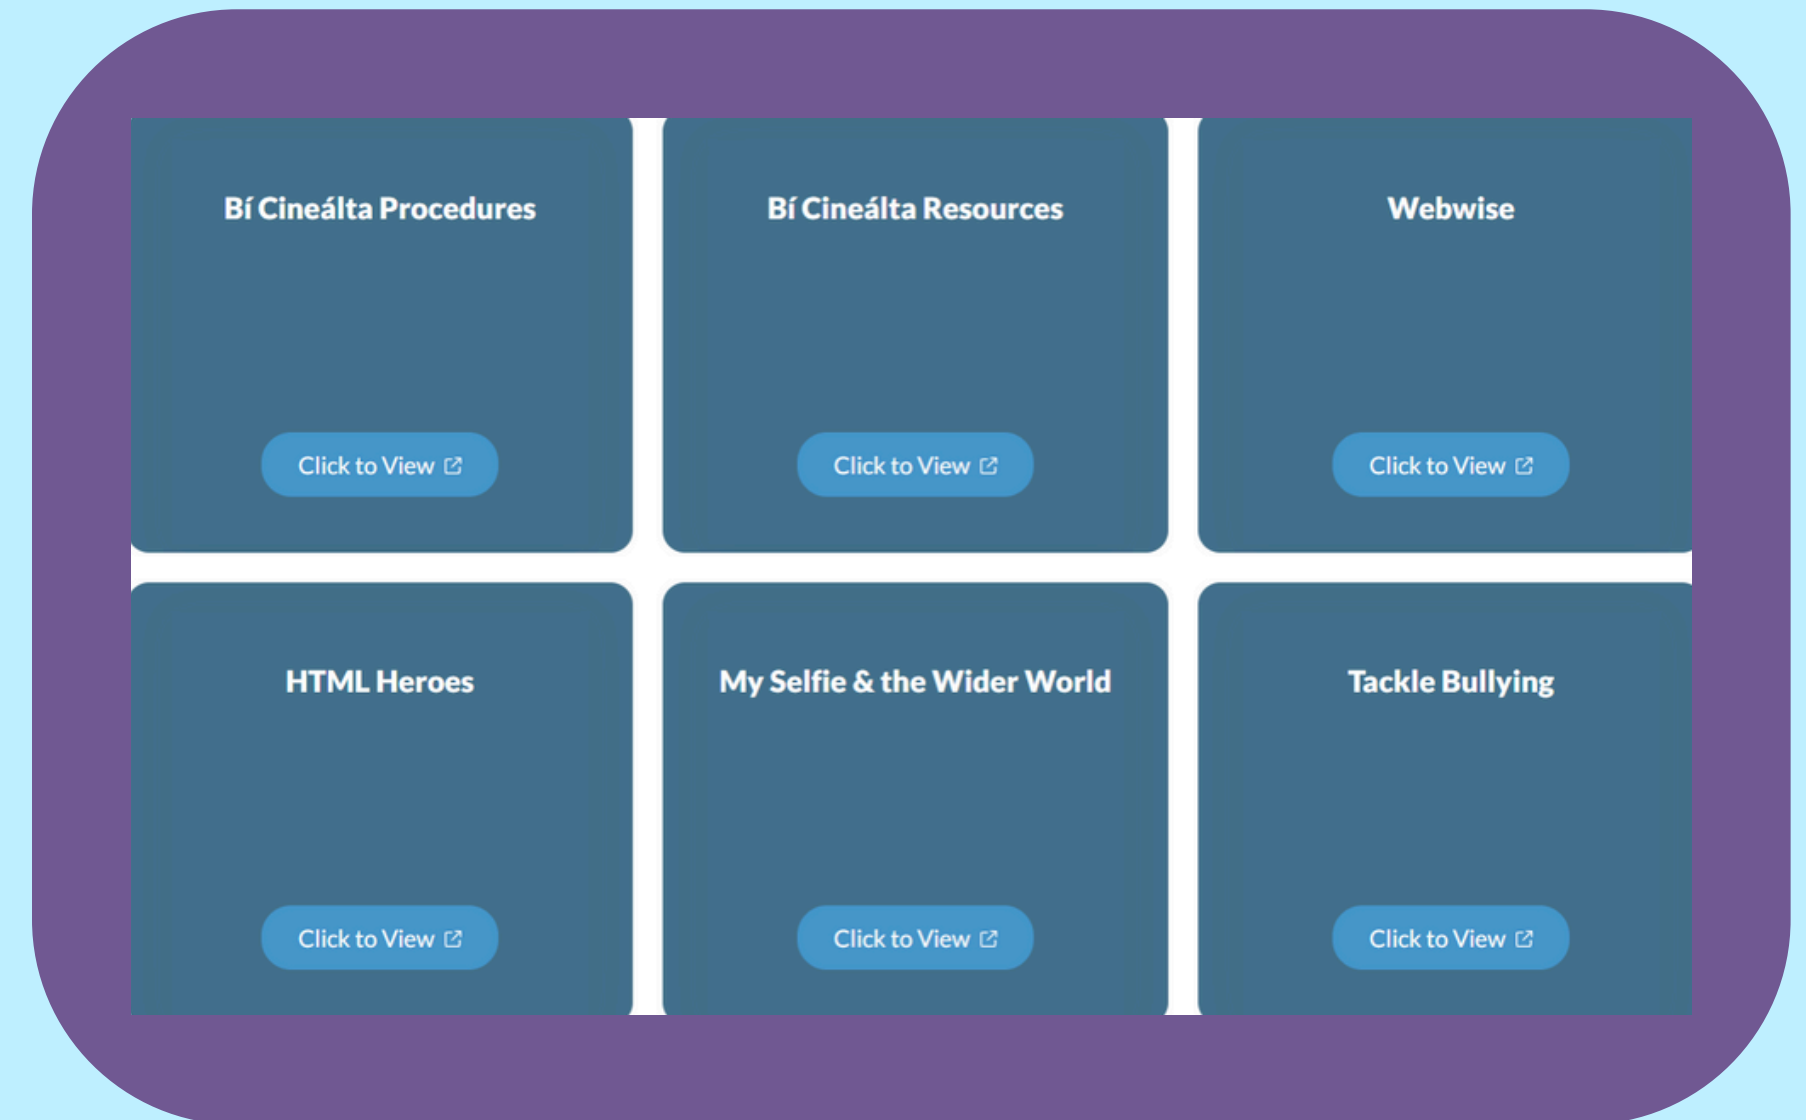 Bí Cineálta Procedures
Bí Cineálta Resources
Webwise
Click to View
Click to View
Click to View
HTML Heroes
My Selfie & the Wider World
Tackle Bullying
Click to View
Click to View
Click to View